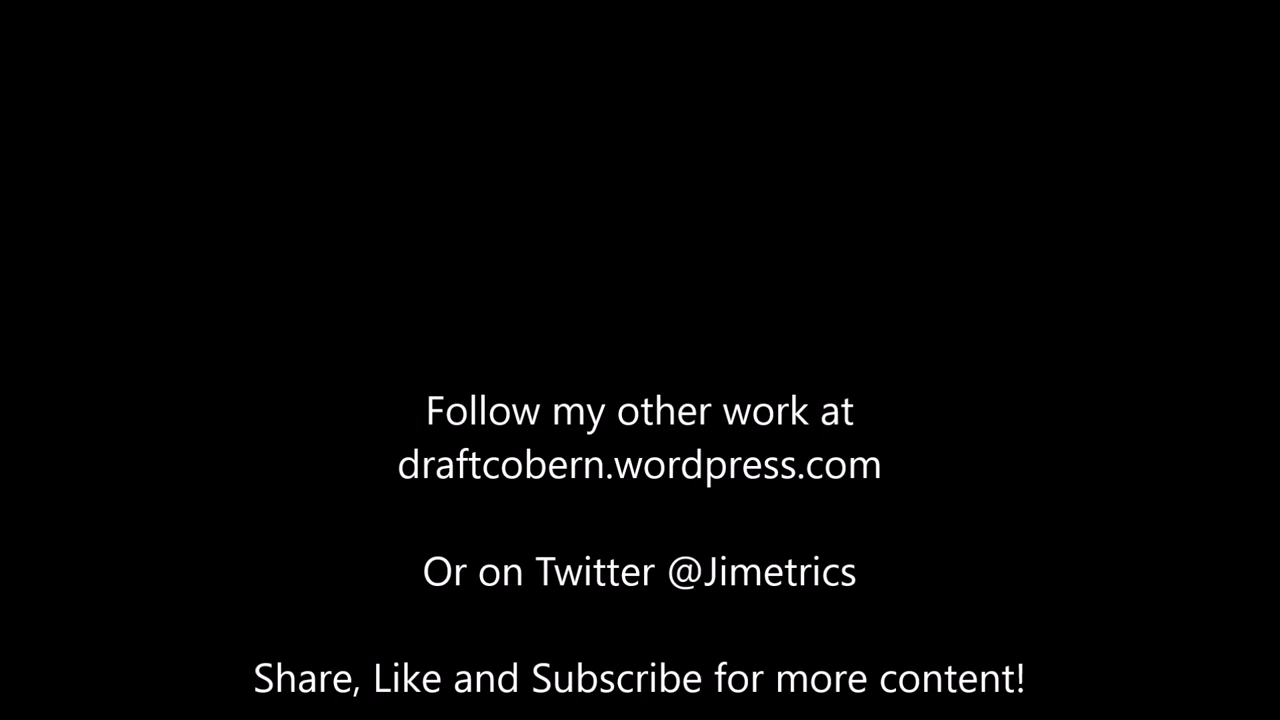 Follow my other work at
draftcobern.wordpress.com
Or on Twitter @Jimetrics
Share, Like and Subscribe for more content!